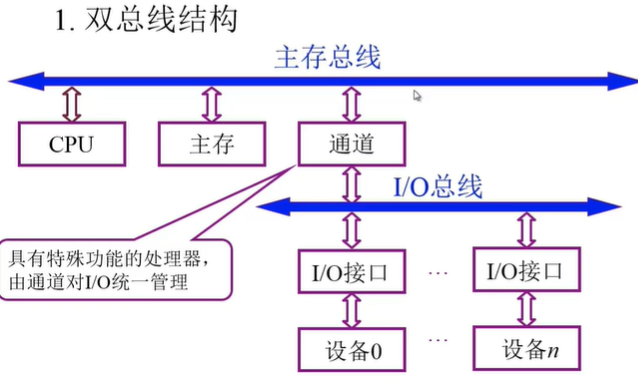 1. 双总线结构
主存总线
CPU
主存
通道
I/O总线
具有特殊功能的处理器，
由通道对I/O统一管理
I/O接口
…
I/O接口
设备0
…
设备n